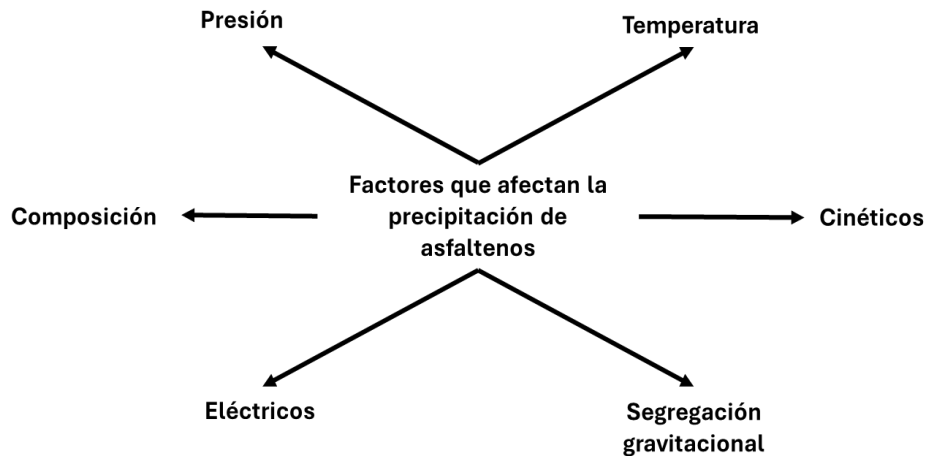 Presión
Temperatura
Factores que afectan la
precipitación de
asfaltenos
Composición
Cinéticos
Eléctricos
Segregación
gravitacional